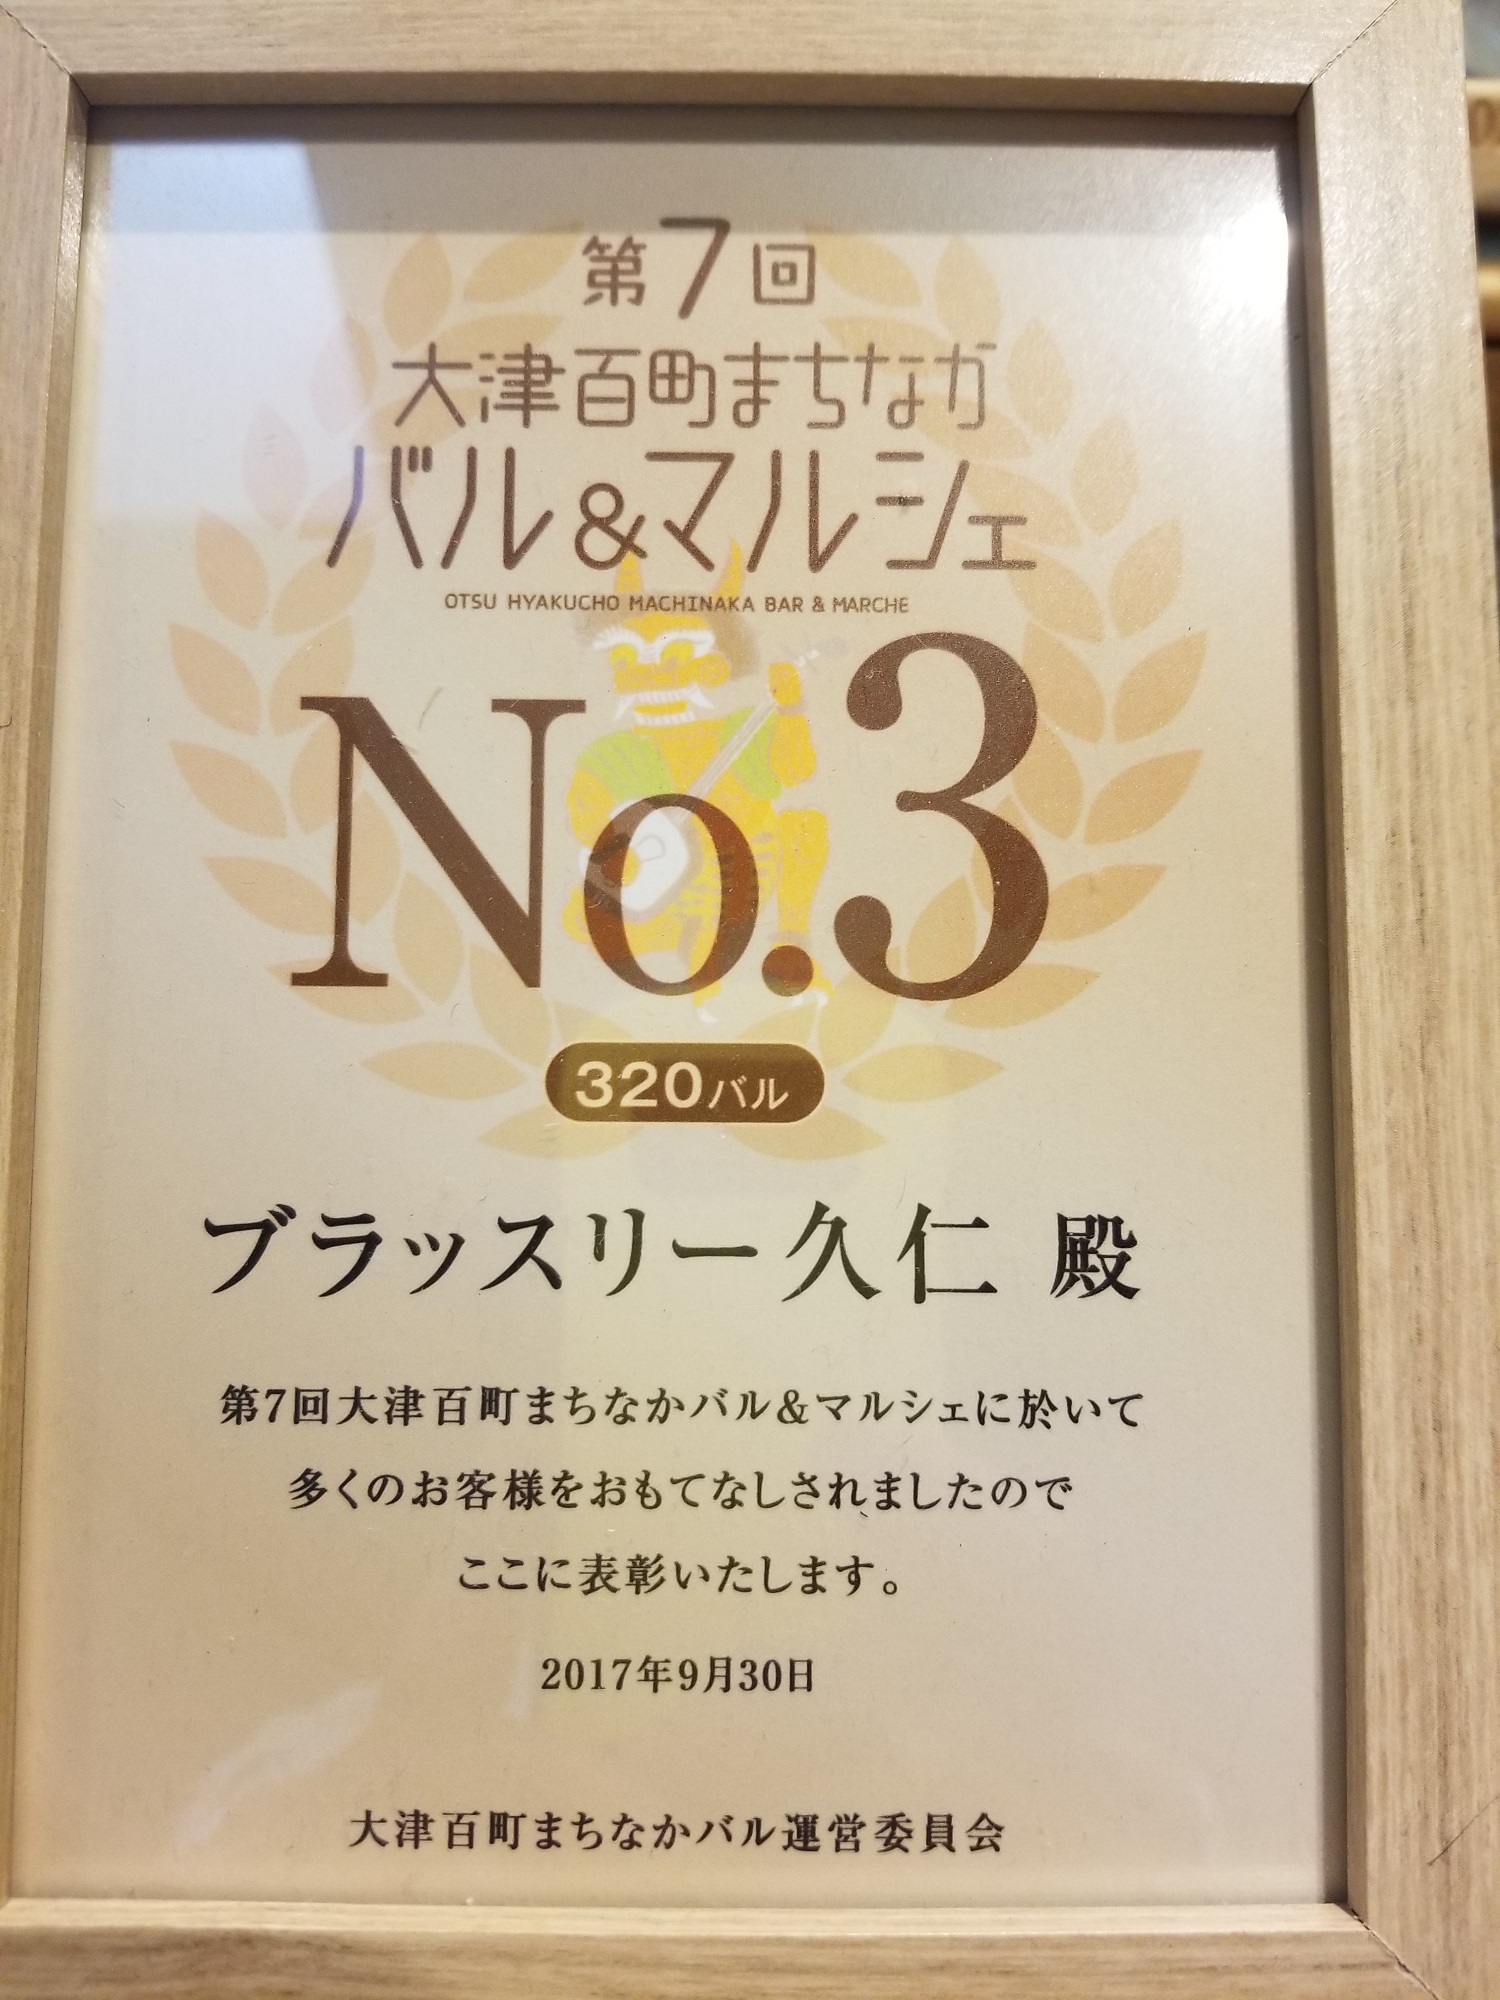 第7回
大津百町まちなか
バル&マルシェ
OTSU HYAKUCHO MACHINAKA BAR & MARCHE
No.3
320バル
ブラッスリー久仁 殿
第7回大津百町まちなかバル&マルシェに於いて
多くのお客様をおもてなしされましたので
ここに表彰いたします。
2017年9月30日
大津百町まちなかバル運営委員会